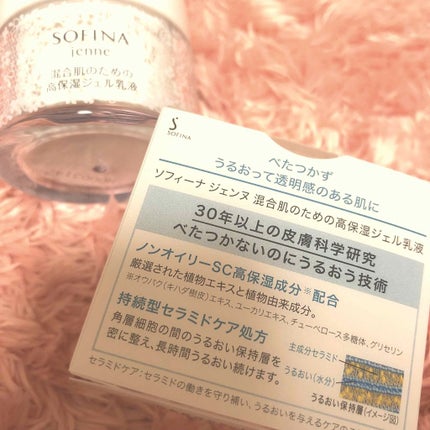 SOFINA
jenne
混合肌のための
高保湿ジェル乳液
SOFINA
べたつかず
うるおって透明感のある肌に
ソフィーナ ジェンヌ 混合肌のための高保湿ジェル乳液
30年以上の皮膚科学研究
べたつかないのにうるおう技術
ノンオイリーSC高保湿成分※配合
厳選された植物エキスと植物由来成分。
※オウバク(キハダ樹皮)エキス、ユーカリエキス、チューベローズ多糖体、グリセリン
持続型セラミドケア処方
角層細胞の間のうるおい保持層を
密に整え、長時間うるおい続けます。
主成分セラミド
うるおい(水分)
うるおい保持層(イメージ図)
セラミドケア:セラミドの働きを守り補い、うるおいを与えるケアの